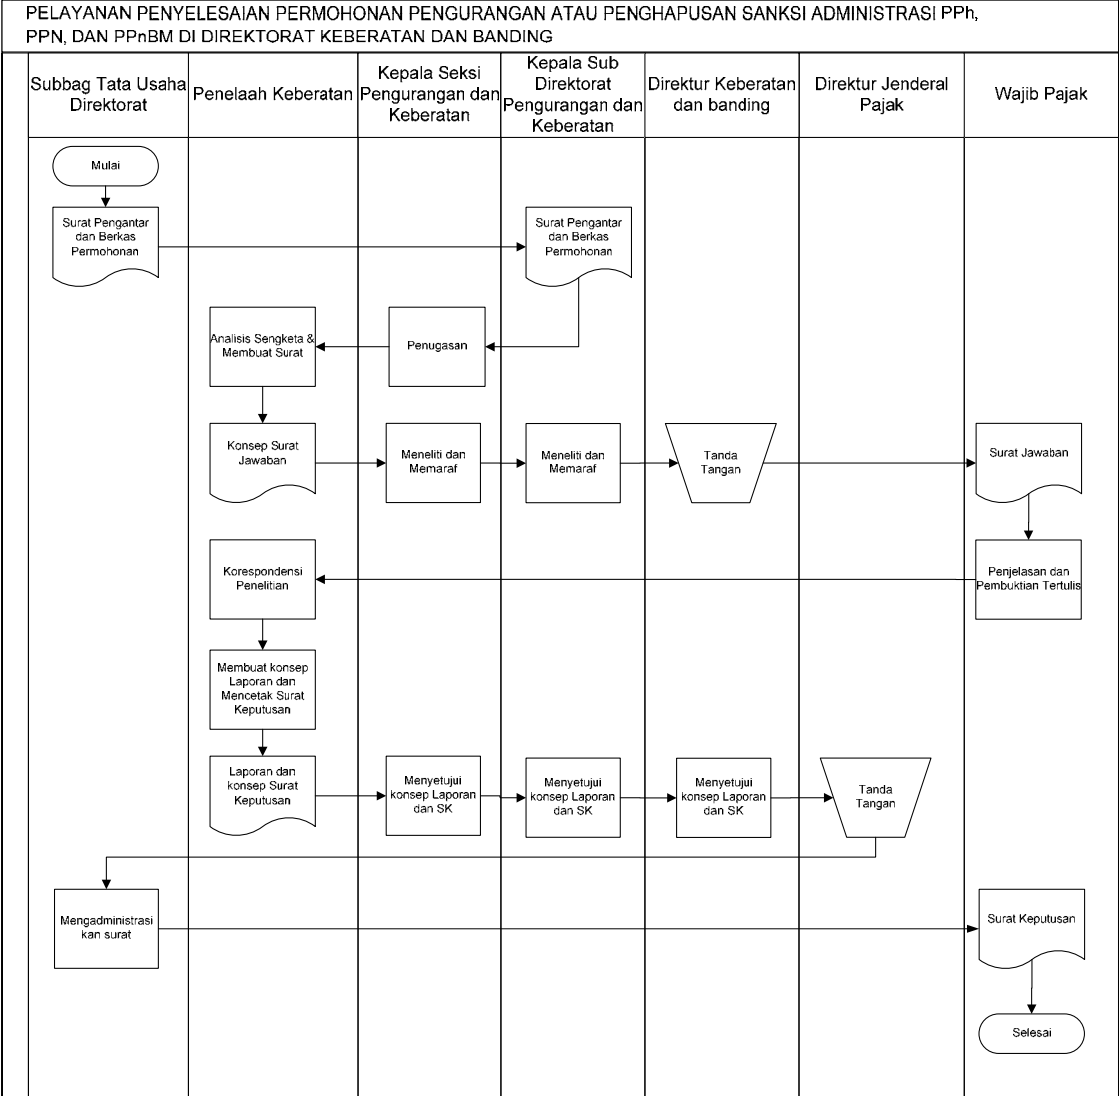 PELAYANAN PENYELESAIAN PERMOHONAN PENGURANGAN ATAU PENGHAPUSAN SANKSI ADMINISTRASI PPh,
PPN, DAN PPnBM DI DIREKTORAT KEBERATAN DAN BANDING
Subbag Tata Usaha
Direktorat
Penelaah Keberatan
Kepala Seksi
Pengurangan dan
Keberatan
Kepala Sub
Direktorat
Pengurangan dan
Keberatan
Direktur Keberatan
dan banding
Direktur Jenderal
Pajak
Wajib Pajak
Mulai
Surat Pengantar
dan Berkas
Permohonan
Surat Pengantar
dan Berkas
Permohonan
Analisis Sengketa &
Membuat Surat
Penugasan
Konsep Surat
Jawaban
Meneliti dan
Memaraf
Meneliti dan
Memaraf
Tanda
Tangan
Surat Jawaban
Korespondensi
Penelitian
Penjelasan dan
Pembuktian Tertulis
Membuat konsep
Laporan dan
Mencetak Surat
Keputusan
Laporan dan
konsep Surat
Keputusan
Menyetujui
konsep Laporan
dan SK
Menyetujui
konsep Laporan
dan SK
Menyetujui
konsep Laporan
dan SK
Tanda
Tangan
Mengadministrasi
kan surat
Surat Keputusan
Selesai